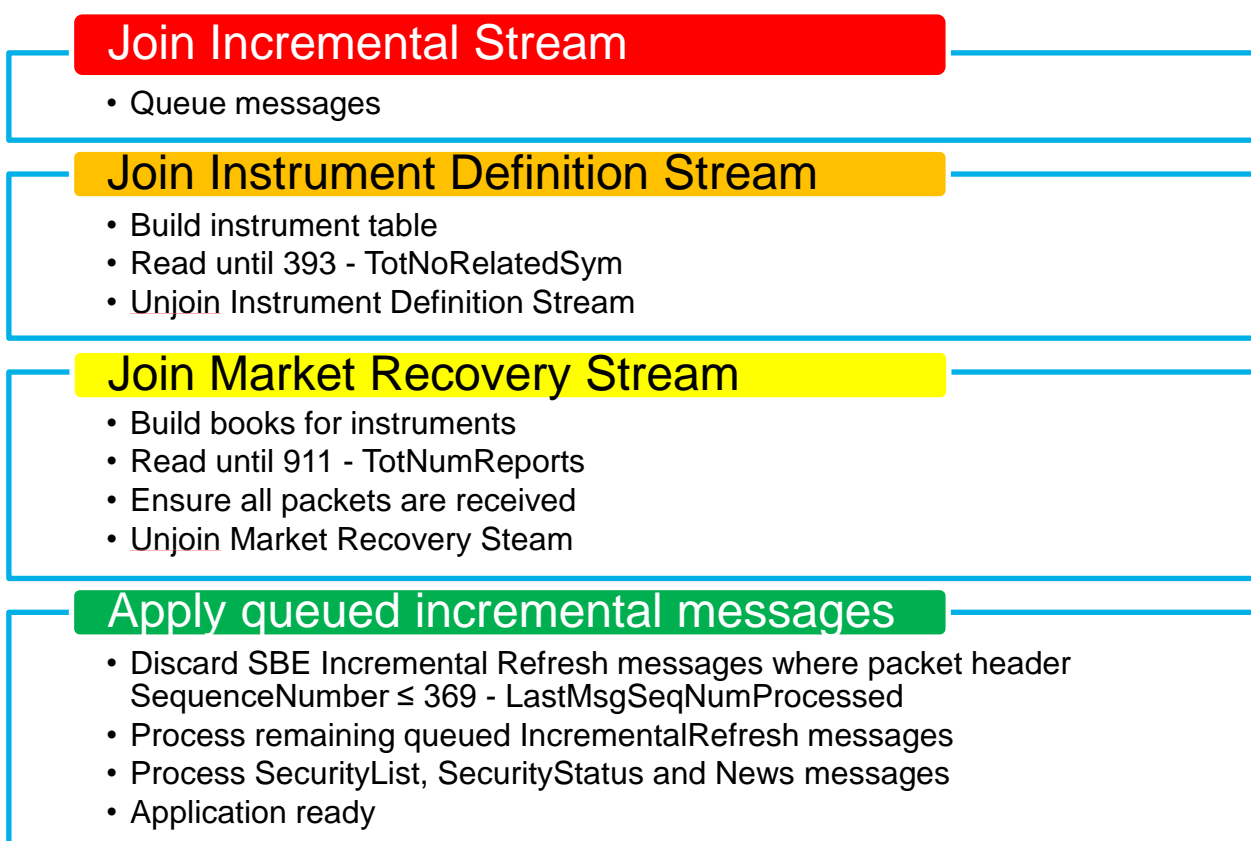 Join Incremental Stream
• Queue messages
Join Instrument Definition Stream
• Build instrument table
• Read until 393 - TotNoRelatedSym
• Unjoin Instrument Definition Stream
Join Market Recovery Stream
• Build books for instruments
• Read until 911 - TotNumReports
• Ensure all packets are received
• Unjoin Market Recovery Steam
Apply queued incremental messages
• Discard SBE Incremental Refresh messages where packet header
SequenceNumber ≤ 369 - LastMsgSeqNumProcessed
• Process remaining queued IncrementalRefresh messages
• Process SecurityList, SecurityStatus and News messages
• Application ready